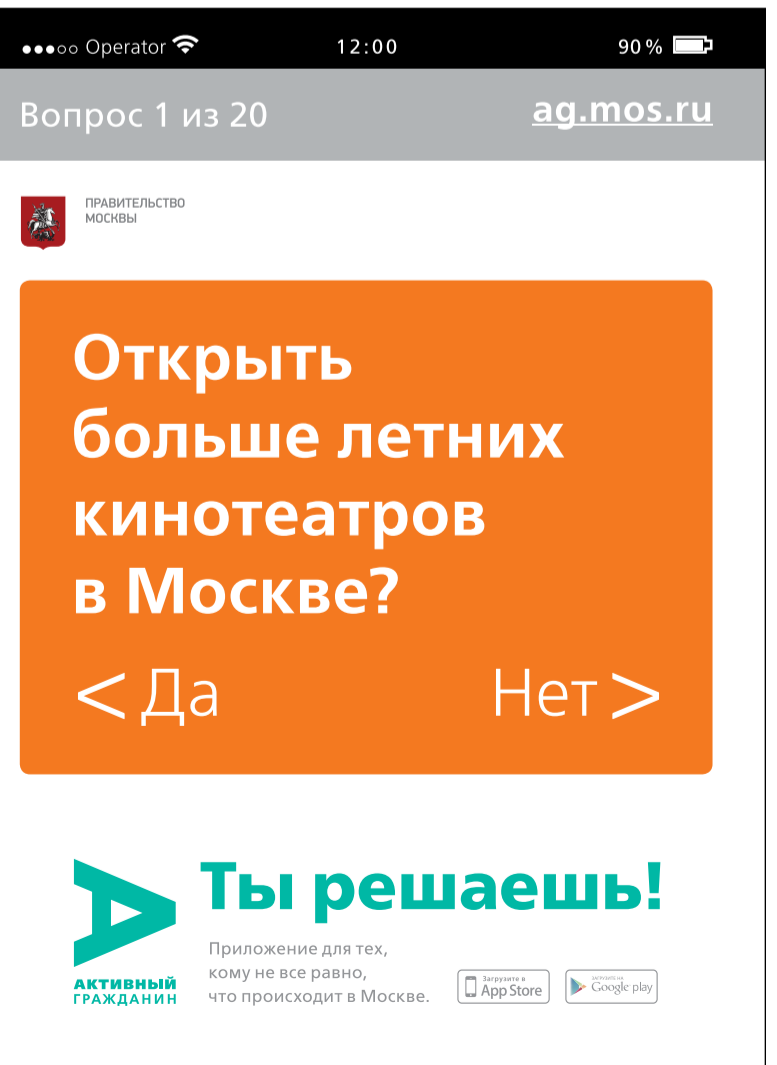 ●●●○○ Operator 12:00 90 %
Вопрос 1 из 20 ag.mos.ru
ПРАВИТЕЛЬСТВО
МОСКВЫ
Открыть
больше летних
кинотеатров
в Москве?
< Да Нет >
Ты решаешь!
Приложение для тех,
кому не все равно,
что происходит в Москве.
АКТИВНЫЙ
ГРАЖДАНИН
Загрузите в
App Store
ЗАГРУЗИТЕ НА
Google play